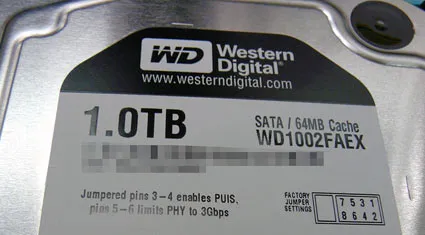 WD Western Digital®
www.westerndigital.com
1.0TB
SATA / 64MB Cache
WD1002FAEX
Jumpered pins 3-4 enables PUIS,
pins 5-6 limits PHY to 3Gbps
FACTORY
JUMPER
SETTINGS
7 5 3 1
8 6 4 2